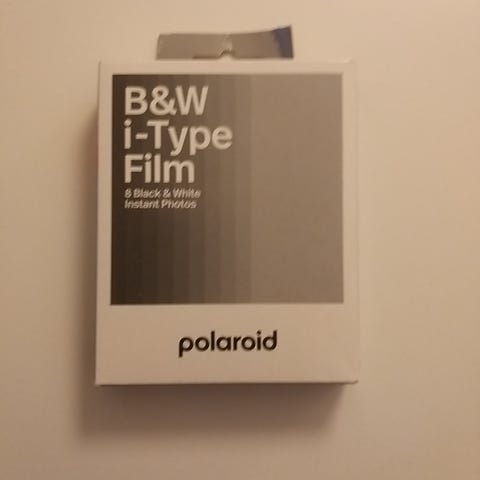 B&W
i-Type
Film
8 Black & White
Instant Photos
polaroid